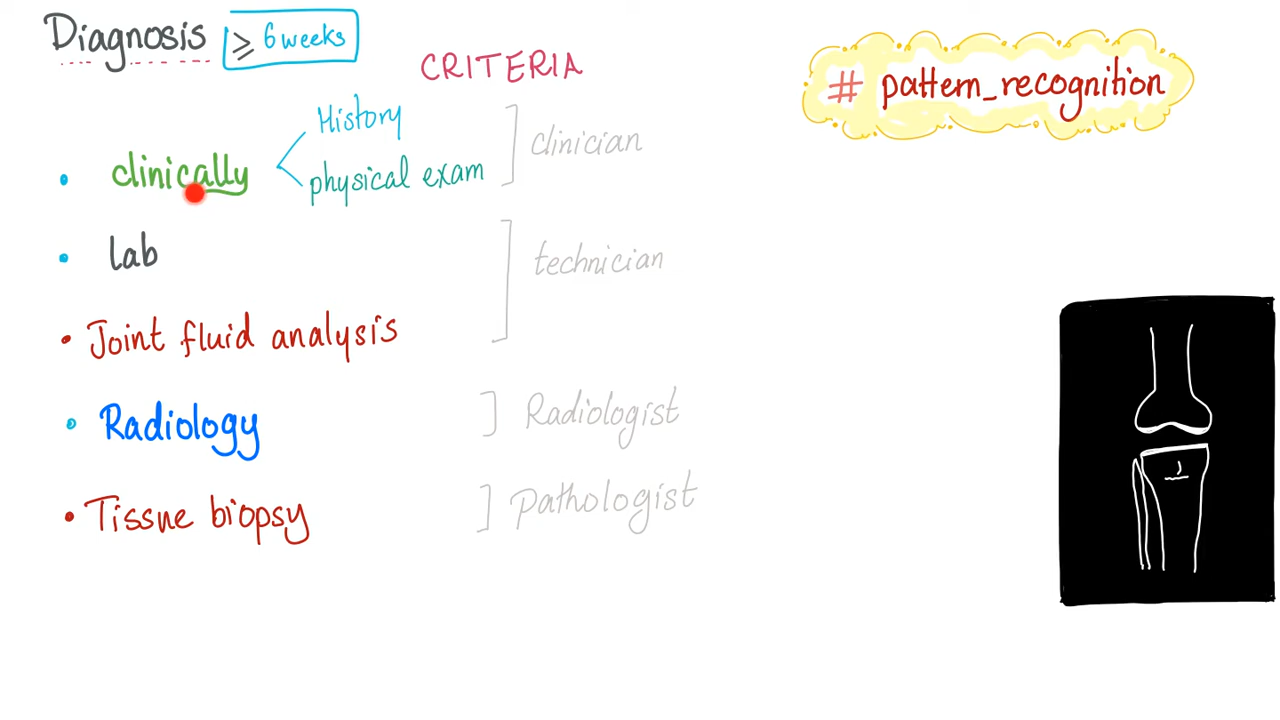 Diagnosis ≥ 6 weeks
CRITERIA
# pattern_recognition
• clinically
History
physical exam
clinician
• lab
technician
• Joint fluid analysis
• Radiology
Radiologist
• Tissue biopsy
pathologist